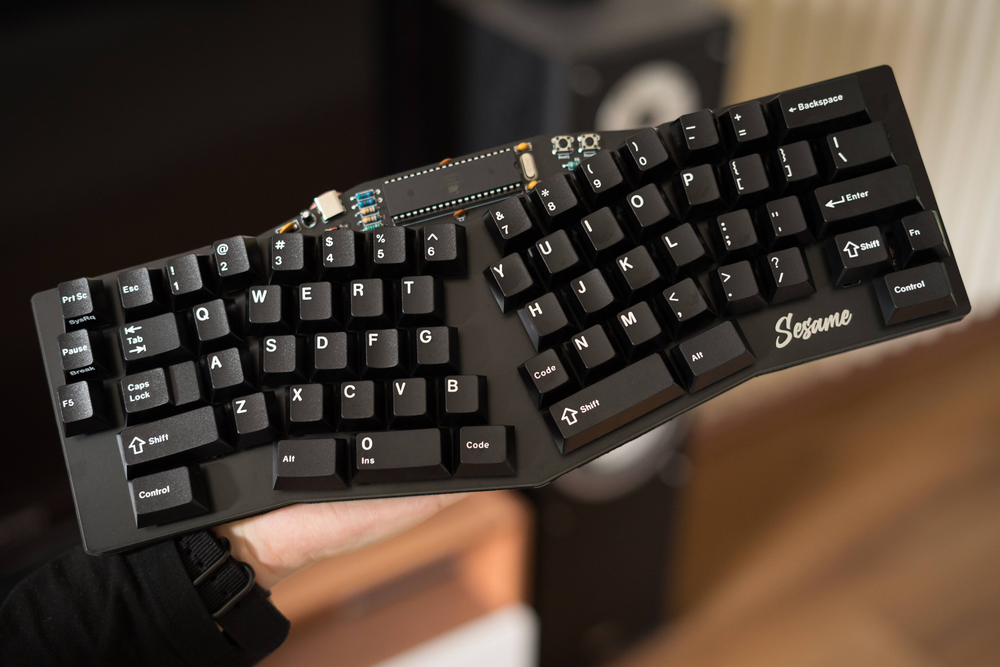 Prt Sc
SysRq
Esc
!
1
@
2
#
3
$
4
%
5
^
6
&
7
*
8
(
9
)
0
—
-
+
=
← Backspace
Pause
Break
Tab
Q
W
E
R
T
Y
U
I
O
P
{
[
}
]
|
\
F5
Caps
Lock
A
S
D
F
G
H
J
K
L
:
;
"
'
Enter
Shift
Z
X
C
V
B
N
M
<
,
>
.
?
/
Shift
Fn
Control
Alt
0
Ins
Code
Code
Shift
Alt
Control
Sesame